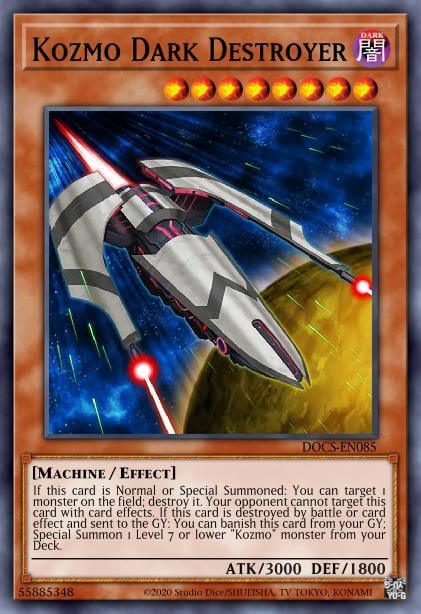 Kozmo Dark Destroyer
DARK
闇
DOCS-EN085
[Machine / Effect]
If this card is Normal or Special Summoned: You can target 1
monster on the field; destroy it. Your opponent cannot target this
card with card effects. If this card is destroyed by battle or card
effect and sent to the GY: You can banish this card from your GY;
Special Summon 1 Level 7 or lower "Kozmo" monster from your
Deck.
ATK/3000 DEF/1800
55885348
©2020 Studio Dice/SHUEISHA, TV TOKYO, KONAMI